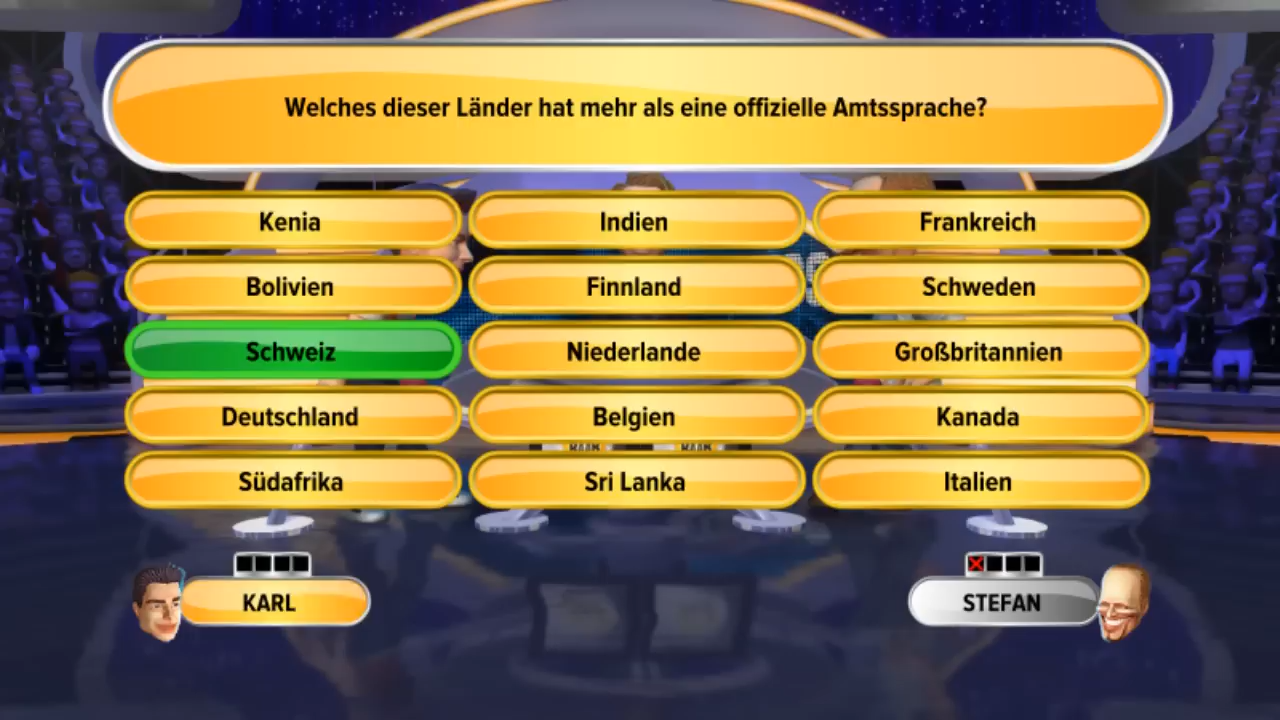 Welches dieser Länder hat mehr als eine offizielle Amtssprache?
Kenia
Indien
Frankreich
Bolivien
Finnland
Schweden
Schweiz
Niederlande
Großbritannien
Deutschland
Belgien
Kanada
Südafrika
Sri Lanka
Italien
KARL
STEFAN